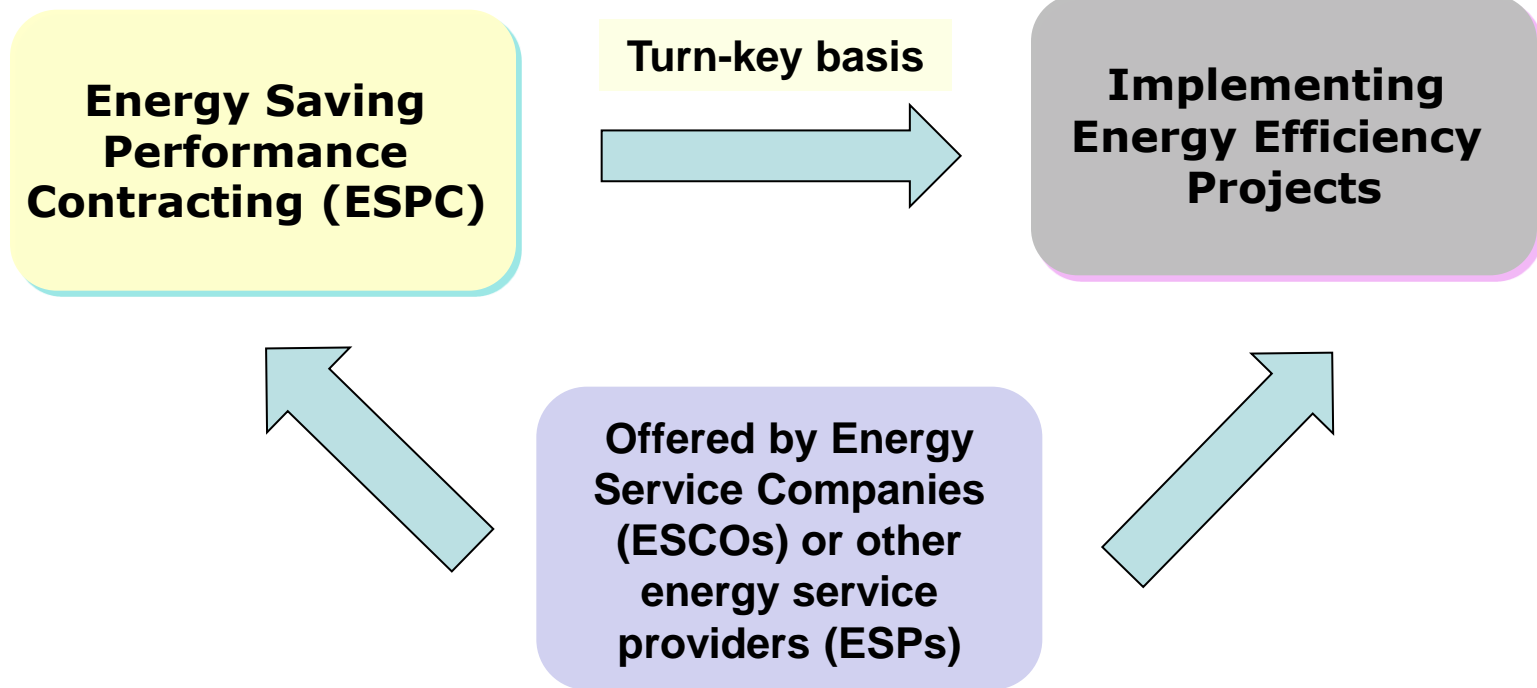 Energy Saving
Performance
Contracting (ESPC)
Turn-key basis
Implementing
Energy Efficiency
Projects
Offered by Energy
Service Companies
(ESCOs) or other
energy service
providers (ESPs)